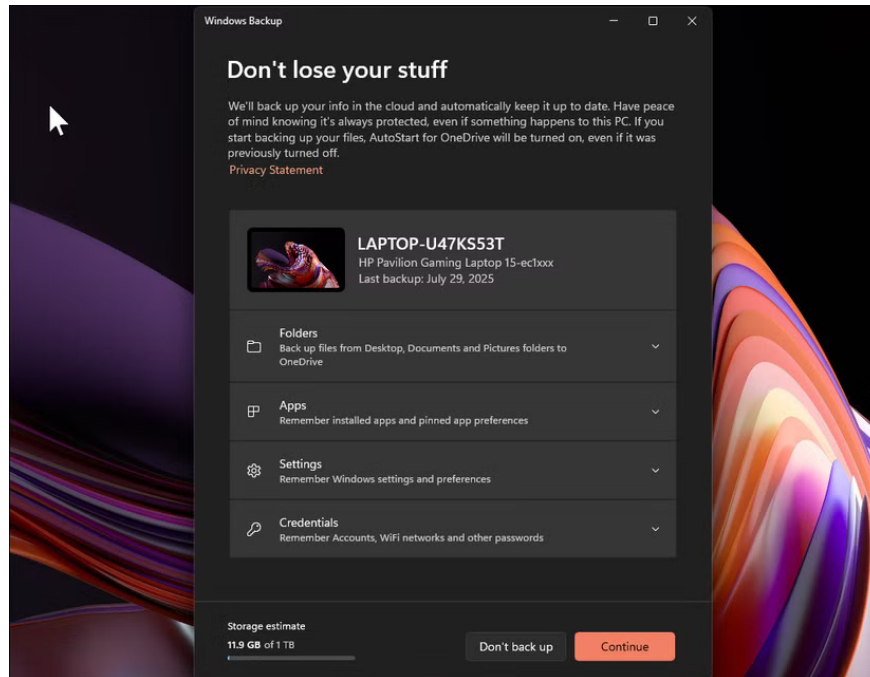 Windows Backup
Don't lose your stuff
We'll back up your info in the cloud and automatically keep it up to date. Have peace
of mind knowing it's always protected, even if something happens to this PC. If you
start backing up your files, AutoStart for OneDrive will be turned on, even if it was
previously turned off.
Privacy Statement
LAPTOP-U47KS53T
HP Pavilion Gaming Laptop 15-ec1xxx
Last backup: July 29, 2025
Folders
Back up files from Desktop, Documents and Pictures folders to
OneDrive
Apps
Remember installed apps and pinned app preferences
Settings
Remember Windows settings and preferences
Credentials
Remember Accounts, WiFi networks and other passwords
Storage estimate
11.9 GB of 1 TB
Don't back up
Continue